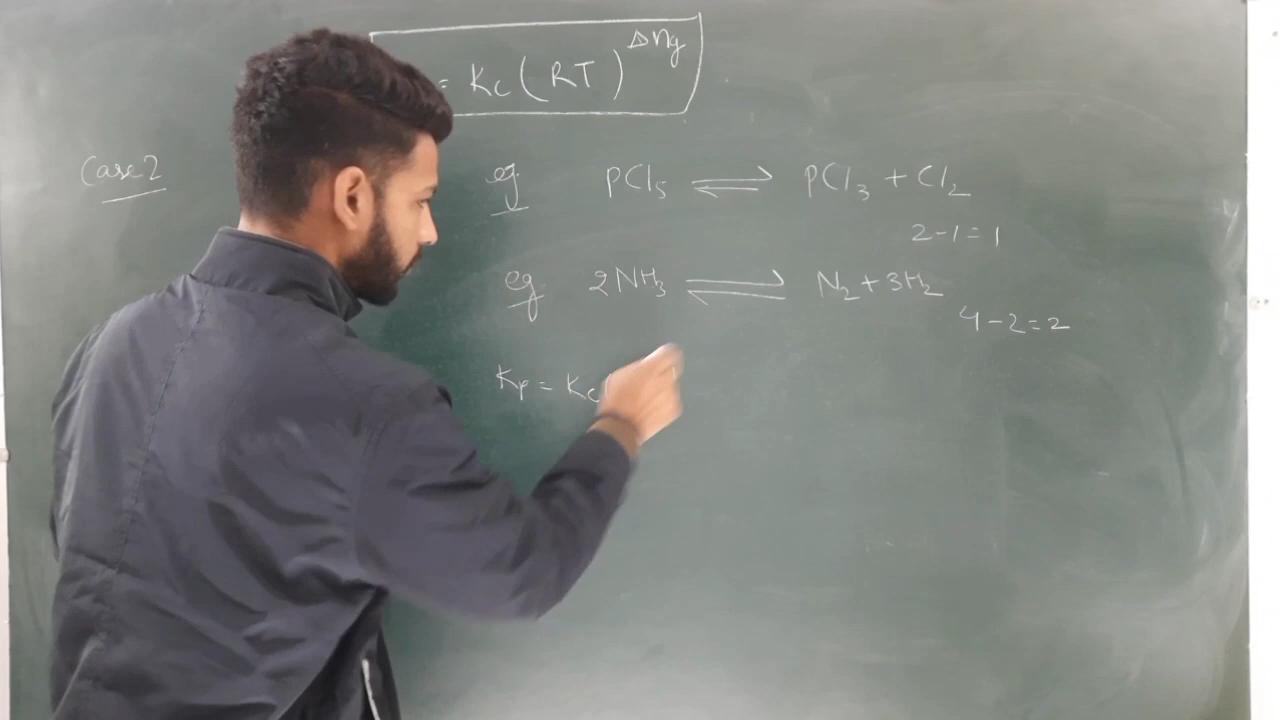 = Kc (RT)^Δng
Case 2
eg PCl₅ ⇌ PCl₃ + Cl₂
2-1=1
eg 2NH₃ ⇌ N₂ + 3H₂
4-2=2
Kp = Kc(